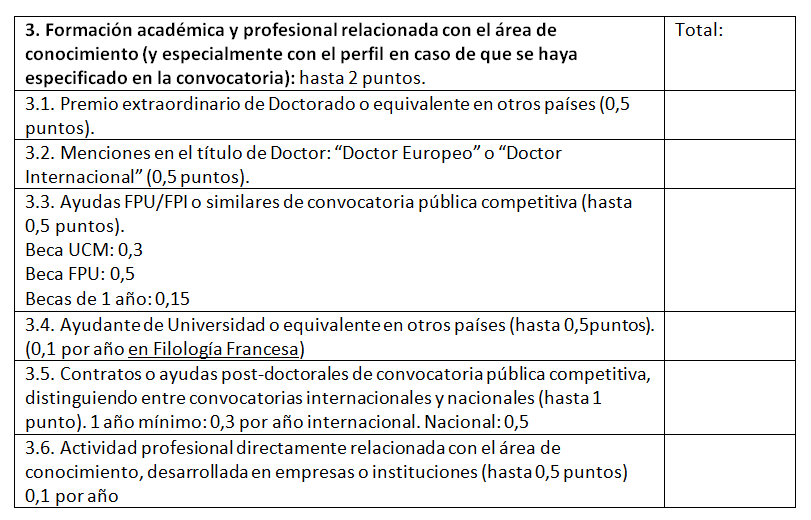 3. Formación académica y profesional relacionada con el área de
conocimiento (y especialmente con el perfil en caso de que se haya
especificado en la convocatoria): hasta 2 puntos.
Total:
3.1. Premio extraordinario de Doctorado o equivalente en otros países (0,5
puntos).
3.2. Menciones en el título de Doctor: “Doctor Europeo” o “Doctor
Internacional” (0,5 puntos).
3.3. Ayudas FPU/FPI o similares de convocatoria pública competitiva (hasta
0,5 puntos).
Beca UCM: 0,3
Beca FPU: 0,5
Becas de 1 año: 0,15
3.4. Ayudante de Universidad o equivalente en otros países (hasta 0,5puntos).
(0,1 por año en Filología Francesa)
3.5. Contratos o ayudas post-doctorales de convocatoria pública competitiva,
distinguiendo entre convocatorias internacionales y nacionales (hasta 1
punto). 1 año mínimo: 0,3 por año internacional. Nacional: 0,5
3.6. Actividad profesional directamente relacionada con el área de
conocimiento, desarrollada en empresas o instituciones (hasta 0,5 puntos)
0,1 por año